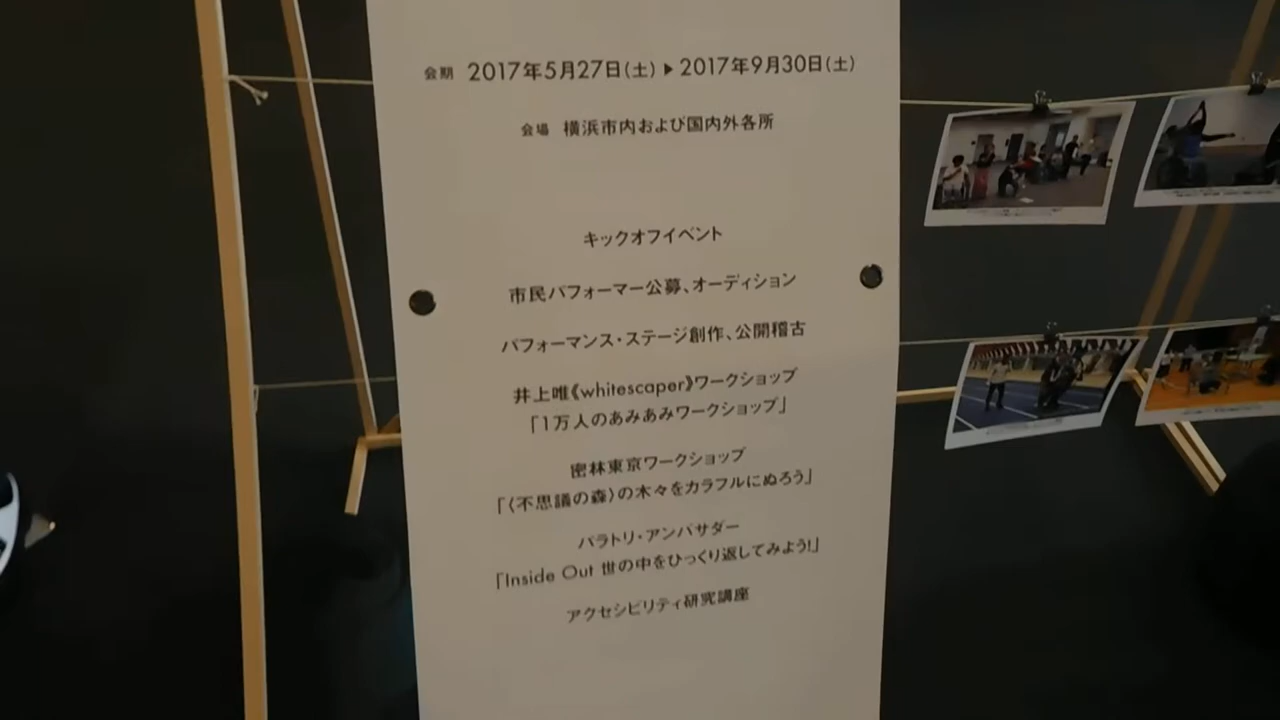 会期 2017年5月27日(土)▶2017年9月30日(土)
会場 横浜市内および国内外各所
キックオフイベント
市民パフォーマー公募、オーディション
パフォーマンス・ステージ創作、公開稽古
井上唯《whitescaper》ワークショップ
「1万人のあみあみワークショップ」
密林東京ワークショップ
「〈不思議の森〉の木々をカラフルにぬろう」
パラトリ・アンバサダー
「Inside Out 世の中をひっくり返してみよう!」
アクセシビリティ研究講座